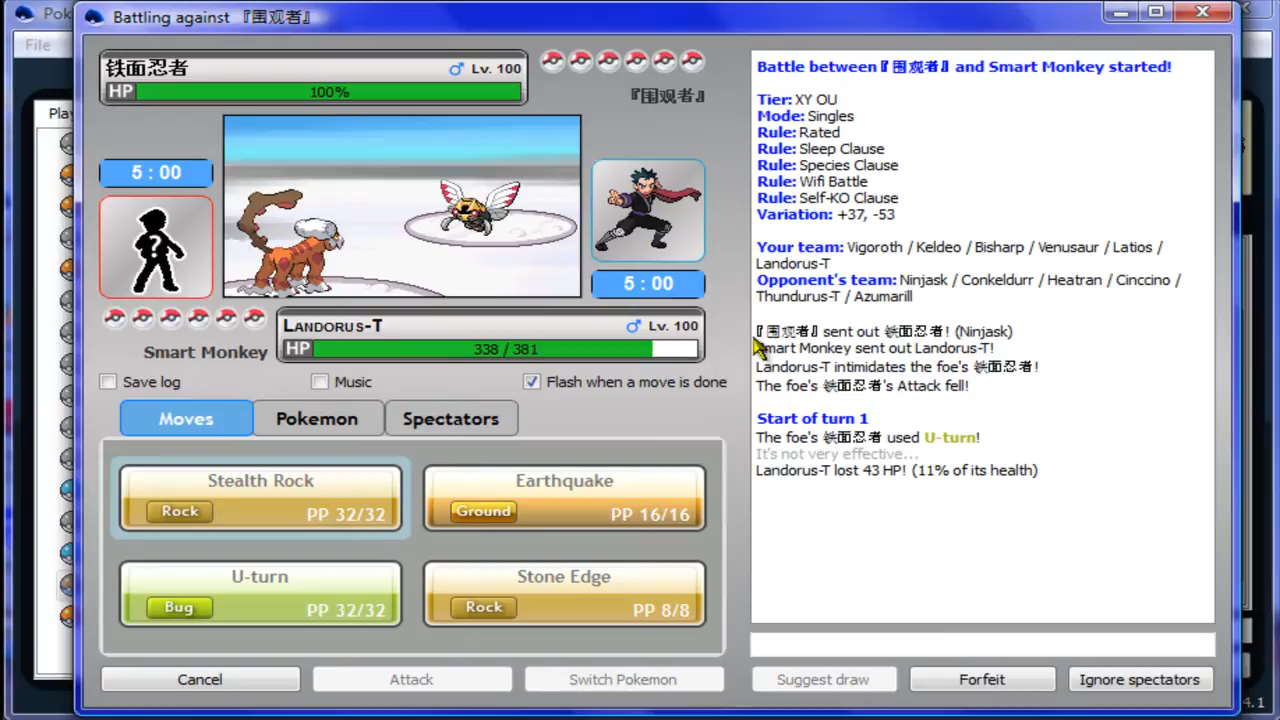 Pok
Battling against 『围观者』
File
Play
铁面忍者 ♂ Lv. 100
HP 100%
『围观者』
5 : 00
5 : 00
LANDORUS-T ♂ Lv. 100
HP 338 / 381
Smart Monkey
Save log
Music
Flash when a move is done
Moves
Pokemon
Spectators
Stealth Rock
Rock PP 32/32
Earthquake
Ground PP 16/16
U-turn
Bug PP 32/32
Stone Edge
Rock PP 8/8
Cancel
Attack
Switch Pokemon
Battle between『围观者』and Smart Monkey started!
Tier: XY OU
Mode: Singles
Rule: Rated
Rule: Sleep Clause
Rule: Species Clause
Rule: Wifi Battle
Rule: Self-KO Clause
Variation: +37, -53
Your team: Vigoroth / Keldeo / Bisharp / Venusaur / Latios /
Landorus-T
Opponent's team: Ninjask / Conkeldurr / Heatran / Cinccino /
Thundurus-T / Azumarill
『围观者』sent out 铁面忍者! (Ninjask)
Smart Monkey sent out Landorus-T!
Landorus-T intimidates the foe's 铁面忍者!
The foe's 铁面忍者's Attack fell!
Start of turn 1
The foe's 铁面忍者 used U-turn!
It's not very effective...
Landorus-T lost 43 HP! (11% of its health)
Suggest draw
Forfeit
Ignore spectators
4.1